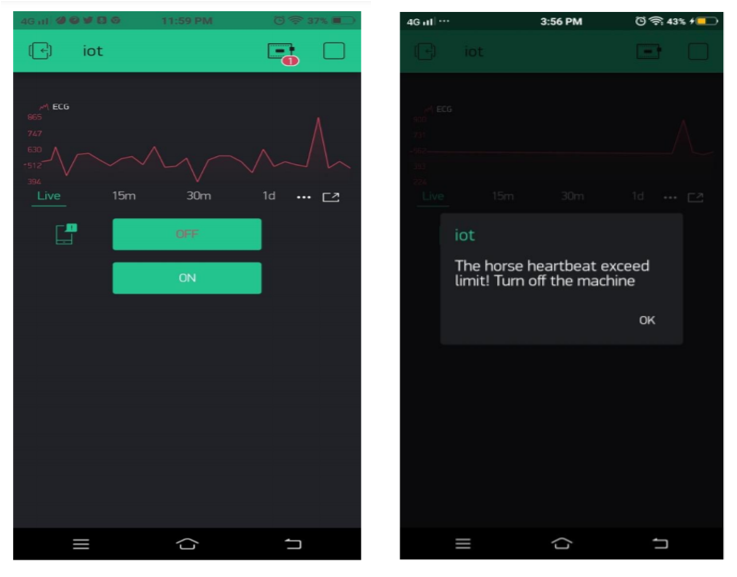 4G 11:59 PM 37%
iot
1
ECG
865
747
630
512
394
Live 15m 30m 1d ...
OFF
ON
4G ... 3:56 PM 43%
iot
ECG
Live 15m 30m 1d ...
iot
The horse heartbeat exceed
limit! Turn off the machine
OK